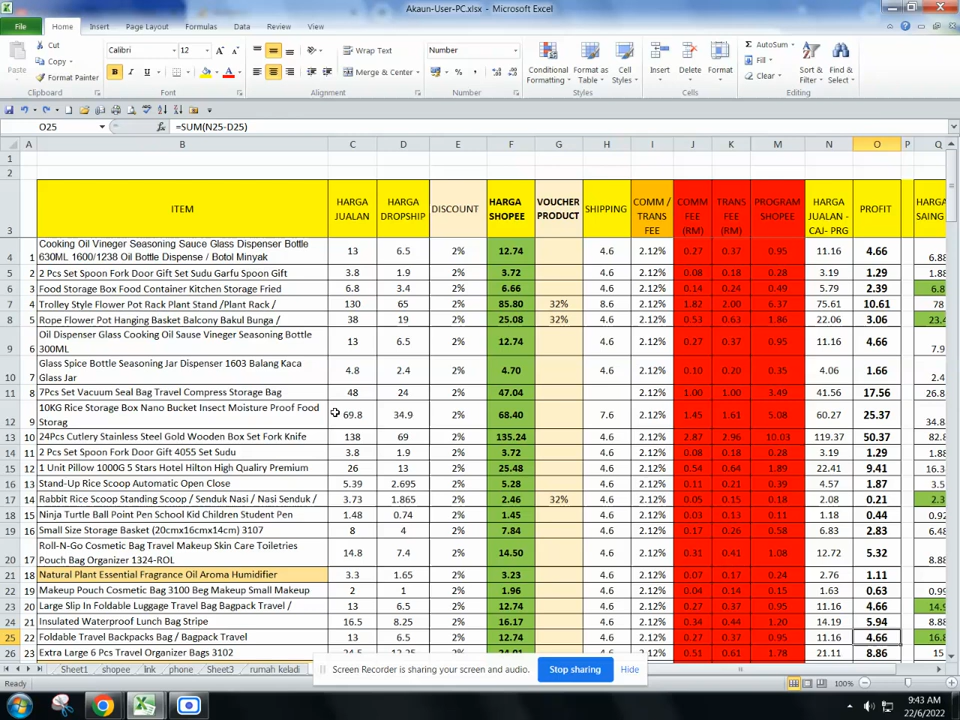 Akaun-User-PC.xlsx - Microsoft Excel
File Home Insert Page Layout Formulas Data Review View
Cut Calibri 12 Wrap Text Number AutoSum
Copy Fill
Paste Format Painter Merge & Center Conditional Formatting Format as Table Cell Styles Insert Delete Format Clear Sort & Filter Find & Select
Clipboard Font Alignment Number Styles Cells Editing
O25 fx =SUM(N25-D25)
A B C D E F G H I J K L M N O P Q
1
2
3 ITEM HARGA JUALAN HARGA DROPSHIP DISCOUNT HARGA SHOPEE VOUCHER PRODUCT SHIPPING COMM / TRANS FEE COMM FEE (RM) TRANS FEE (RM) PROGRAM SHOPEE HARGA JUALAN - CAJ- PRG PROFIT HARGA SAING
4 1 Cooking Oil Vineger Seasoning Sauce Glass Dispenser Bottle 630ML 1600/1238 Oil Bottle Dispense / Botol Minyak 13 6.5 2% 12.74 4.6 2.12% 0.27 0.37 0.95 11.16 4.66 6.88
5 2 2 Pcs Set Spoon Fork Door Gift Set Sudu Garfu Spoon Gift 3.8 1.9 2% 3.72 4.6 2.12% 0.08 0.18 0.28 3.19 1.29 1.88
6 3 Food Storage Box Food Container Kitchen Storage Fried 6.8 3.4 2% 6.66 4.6 2.12% 0.14 0.24 0.49 5.79 2.39 6.8
7 4 Trolley Style Flower Pot Rack Plant Stand /Plant Rack / 130 65 2% 85.80 32% 8.6 2.12% 1.82 2.00 6.37 75.61 10.61 78
8 5 Rope Flower Pot Hanging Basket Balcony Bakul Bunga / 38 19 2% 25.08 32% 4.6 2.12% 0.53 0.63 1.86 22.06 3.06 23.4
9 6 Oil Dispenser Glass Cooking Oil Sause Vineger Seasoning Bottle 300ML 13 6.5 2% 12.74 4.6 2.12% 0.27 0.37 0.95 11.16 4.66 7.9
10 7 Glass Spice Bottle Seasoning Jar Dispenser 1603 Balang Kaca Glass Jar 4.8 2.4 2% 4.70 4.6 2.12% 0.10 0.20 0.35 4.06 1.66 2.4
11 8 7Pcs Set Vacuum Seal Bag Travel Compress Storage Bag 48 24 2% 47.04 4.6 2.12% 1.00 1.00 3.49 41.56 17.56
12 9 10KG Rice Storage Box Nano Bucket Insect Moisture Proof Food Storag 69.8 34.9 2% 68.40 7.6 2.12% 1.45 1.61 5.08 60.27 25.37 34.8
13 10 24Pcs Cutlery Stainless Steel Gold Wooden Box Set Fork Knife 138 69 2% 135.24 4.6 2.12% 2.87 2.96 10.03 119.37 50.37 82.8
14 11 2 Pcs Set Spoon Fork Door Gift 4055 Set Sudu 3.8 1.9 2% 3.72 4.6 2.12% 0.08 0.18 0.28 3.19 1.29 1.88
15 12 1 Unit Pillow 1000G 5 Stars Hotel Hilton High Quality Premium 26 13 2% 25.48 4.6 2.12% 0.54 0.64 1.89 22.41 9.41 16.3
16 13 Stand-Up Rice Scoop Automatic Open Close 5.39 2.695 2% 5.28 4.6 2.12% 0.11 0.21 0.39 4.57 1.87 3.5
17 14 Rabbit Rice Scoop Standing Scoop / Senduk Nasi / Nasi Senduk / 3.73 1.865 2% 2.46 32% 4.6 2.12% 0.05 0.15 0.18 2.08 0.21 2.3
18 15 Ninja Turtle Ball Point Pen School Kid Children Student Pen 1.48 0.74 2% 1.45 4.6 2.12% 0.03 0.13 0.11 1.18 0.44 0.92
19 16 Small Size Storage Basket (20cmx16cmx14cm) 3107 8 4 2% 7.84 4.6 2.12% 0.17 0.26 0.58 6.83 2.83 6.48
20 17 Roll-N-Go Cosmetic Bag Travel Makeup Skin Care Toiletries Pouch Bag Organizer 1324-ROL 14.8 7.4 2% 14.50 4.6 2.12% 0.31 0.41 1.08 12.72 5.32 8.88
21 18 Natural Plant Essential Fragrance Oil Aroma Humidifier 3.3 1.65 2% 3.23 4.6 2.12% 0.07 0.17 0.24 2.76 1.11
22 19 Makeup Pouch Cosmetic Bag 3100 Beg Makeup Small Makeup 2 1 2% 1.96 4.6 2.12% 0.04 0.14 0.15 1.63 0.63 0.99
23 20 Large Slip In Foldable Luggage Travel Bag Bagpack Travel / 13 6.5 2% 12.74 4.6 2.12% 0.27 0.37 0.95 11.16 4.66 14.9
24 21 Insulated Waterproof Lunch Bag Stripe 16.5 8.25 2% 16.17 4.6 2.12% 0.34 0.44 1.20 14.19 5.94 8.88
25 22 Foldable Travel Backpacks Bag / Bagpack Travel 13 6.5 2% 12.74 4.6 2.12% 0.27 0.37 0.95 11.16 4.66 16.8
26 23 Extra Large 6 Pcs Travel Organizer Bags 3102 4.6 2.12% 0.51 0.61 1.78 21.11 8.86 15
Sheet1 shopee lnk phone Sheet3 rumah keladi
Screen Recorder is sharing your screen and audio. Stop sharing Hide
Ready 100%
9:43 AM
22/6/2022